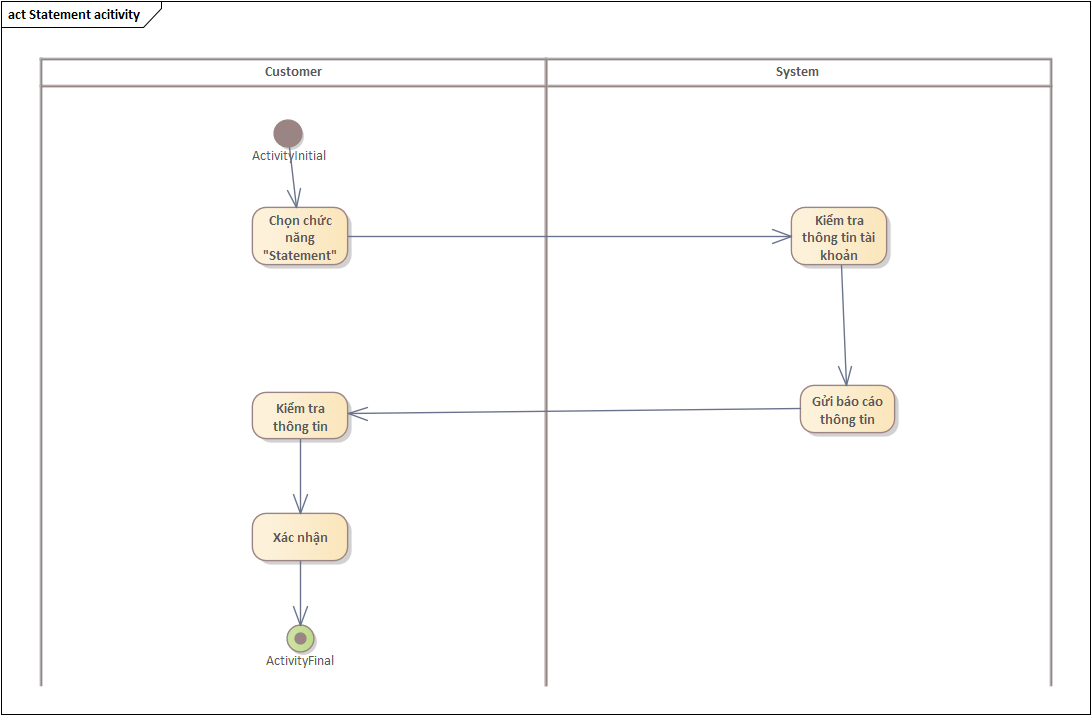 act Statement acitivity
Customer
System
ActivityInitial
Chọn chức
năng
"Statement"
Kiểm tra
thông tin tài
khoản
Kiểm tra
thông tin
Gửi báo cáo
thông tin
Xác nhận
ActivityFinal